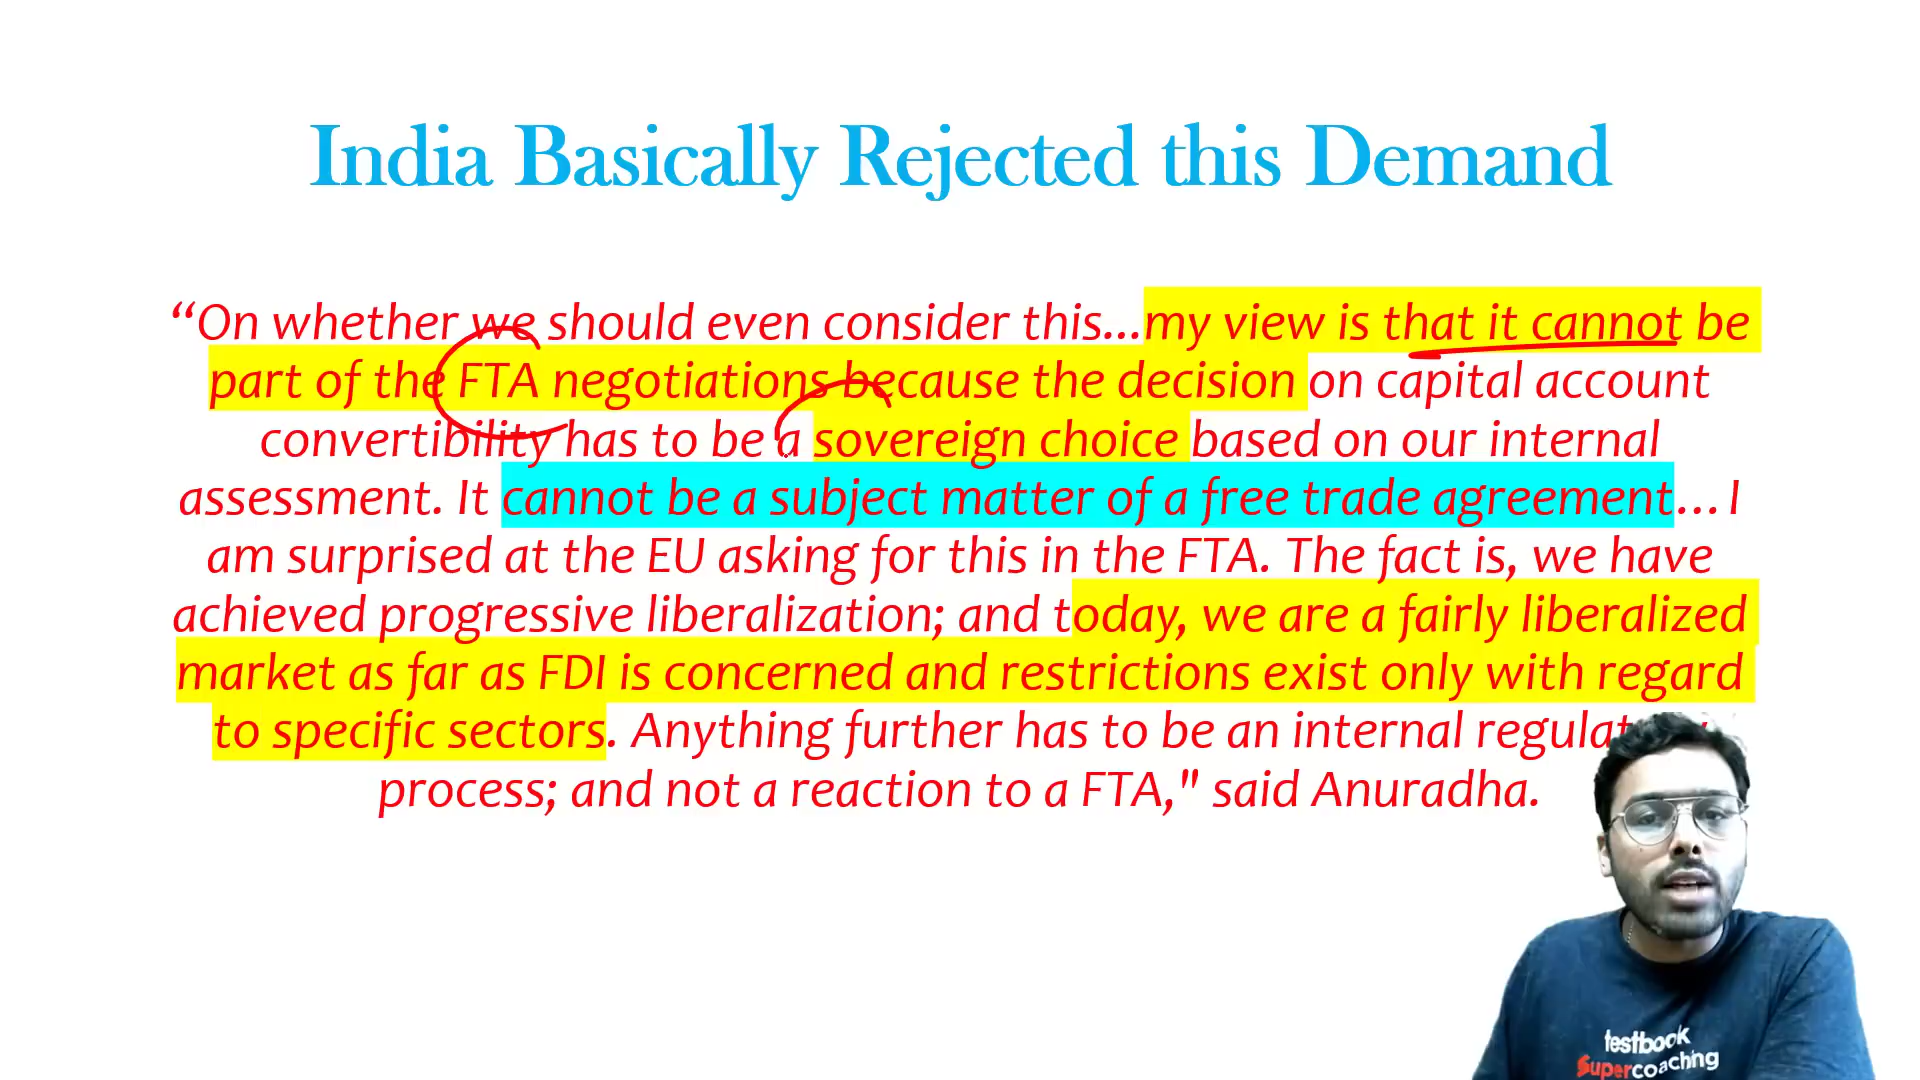 India Basically Rejected this Demand
“On whether we should even consider this...my view is that it cannot be
part of the FTA negotiations because the decision on capital account
convertibility has to be a sovereign choice based on our internal
assessment. It cannot be a subject matter of a free trade agreement...I
am surprised at the EU asking for this in the FTA. The fact is, we have
achieved progressive liberalization; and today, we are a fairly liberalized
market as far as FDI is concerned and restrictions exist only with regard
to specific sectors. Anything further has to be an internal
process; and not a reaction to a FTA," said Anuradha.
testbook
Supercoaching